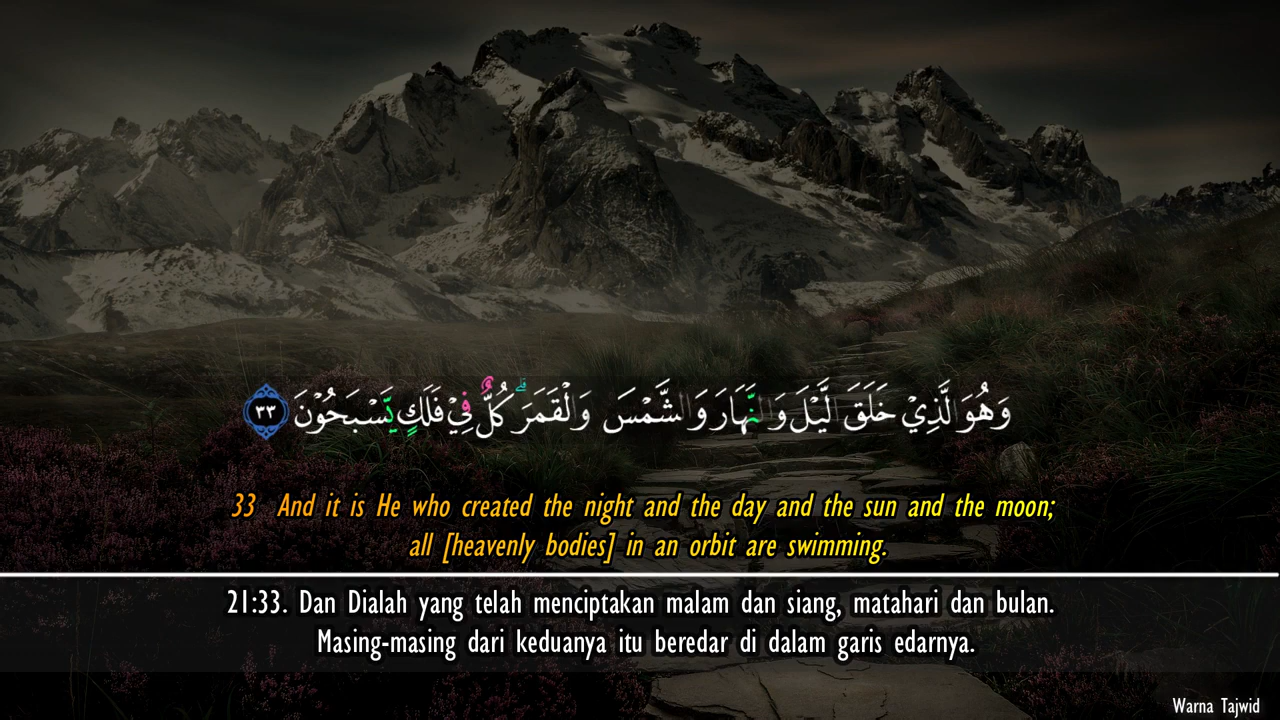 وَهُوَ الَّذِيْ خَلَقَ الَّيْلَ وَالنَّهَارَ وَالشَّمْسَ وَالْقَمَرَۗ كُلٌّ فِيْ فَلَكٍ يَّسْبَحُوْنَ ٣٣
33 And it is He who created the night and the day and the sun and the moon;
all [heavenly bodies] in an orbit are swimming.
21:33. Dan Dialah yang telah menciptakan malam dan siang, matahari dan bulan.
Masing-masing dari keduanya itu beredar di dalam garis edarnya.
Warna Tajwid